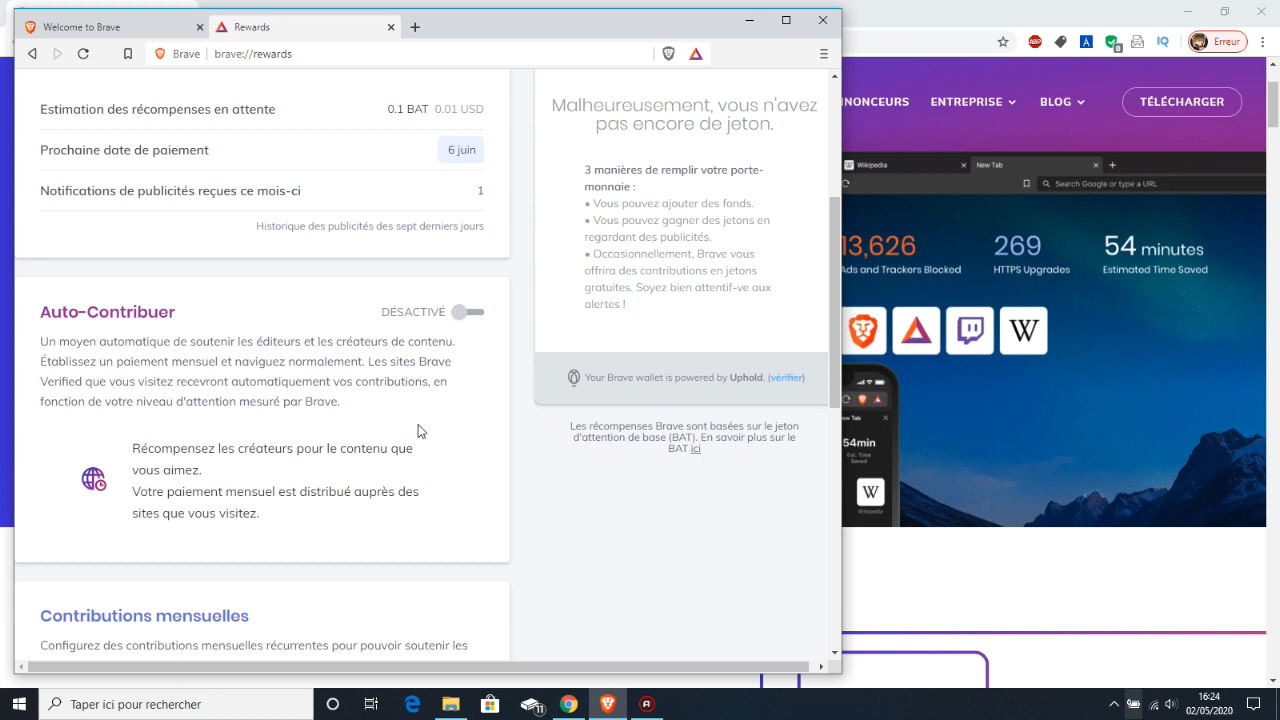 Welcome to Brave
Rewards
Brave
brave://rewards
Estimation des récompenses en attente
0.1 BAT 0.01 USD
Prochaine date de paiement
6 juin
Notifications de publicités reçues ce mois-ci
1
Historique des publicités des sept derniers jours
Auto-Contribuer
DÉSACTIVÉ
Un moyen automatique de soutenir les éditeurs et les créateurs de contenu.
Établissez un paiement mensuel et naviguez normalement. Les sites Brave
Verified que vous visitez recevront automatiquement vos contributions, en
fonction de votre niveau d'attention mesuré par Brave.
Récompensez les créateurs pour le contenu que
vous aimez.
Votre paiement mensuel est distribué auprès des
sites que vous visitez.
Contributions mensuelles
Configurez des contributions mensuelles récurrentes pour pouvoir soutenir les
Malheureusement, vous n'avez
pas encore de jeton.
3 manières de remplir votre porte-
monnaie :
• Vous pouvez ajouter des fonds.
• Vous pouvez gagner des jetons en
regardant des publicités.
• Occasionnellement, Brave vous
offrira des contributions en jetons
gratuites. Soyez bien attentif-ve aux
alertes !
Your Brave wallet is powered by Uphold. (vérifier)
Les récompenses Brave sont basées sur le jeton
d'attention de base (BAT). En savoir plus sur le
BAT ici
ABP
A
0
IQ
Erreur
NNONCEURS
ENTREPRISE
BLOG
TÉLÉCHARGER
W Wikipedia
New Tab
Search Google or type a URL
13,626
Ads and Trackers Blocked
269
HTTPS Upgrades
54 minutes
Estimated Time Saved
W
ew Tab
54min
Est. Time
Saved
W
Wikipedia
Taper ici pour rechercher
11
16:24
02/05/2020